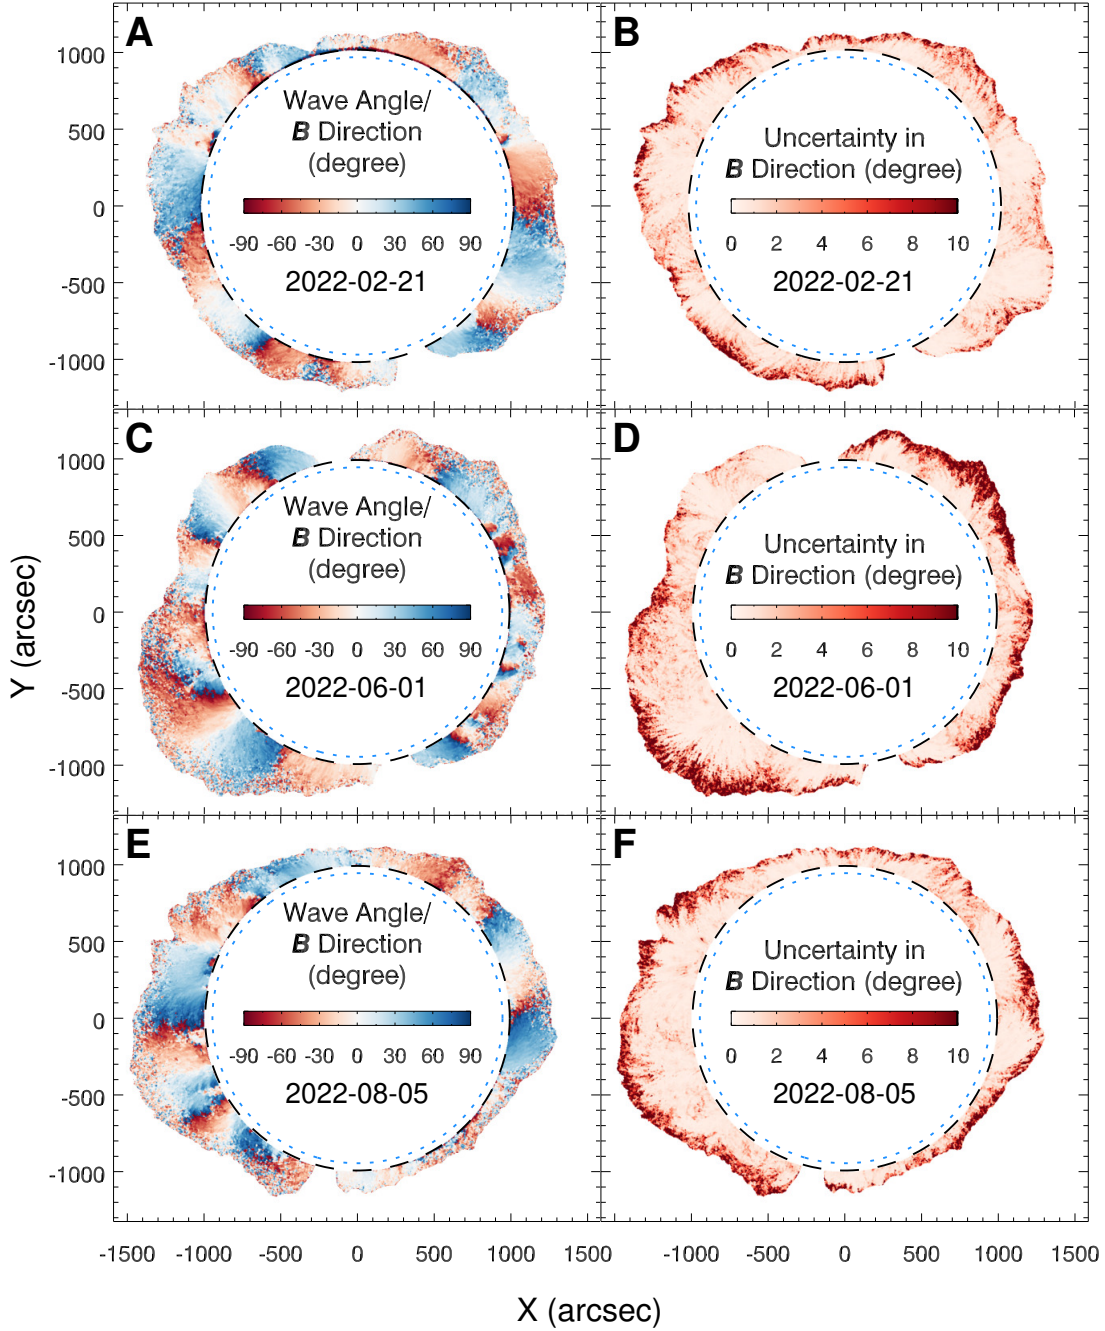 A
B
1000
500
0
-500
-1000
Wave Angle/
B Direction
(degree)
-90 -60 -30 0 30 60 90
2022-02-21
Uncertainty in
B Direction (degree)
0 2 4 6 8 10
2022-02-21
C
D
1000
500
0
-500
-1000
Wave Angle/
B Direction
(degree)
-90 -60 -30 0 30 60 90
2022-06-01
Uncertainty in
B Direction (degree)
0 2 4 6 8 10
2022-06-01
Y (arcsec)
E
F
1000
500
0
-500
-1000
Wave Angle/
B Direction
(degree)
-90 -60 -30 0 30 60 90
2022-08-05
Uncertainty in
B Direction (degree)
0 2 4 6 8 10
2022-08-05
-1500 -1000 -500 0 500 1000 1500 -1000 -500 0 500 1000 1500
X (arcsec)